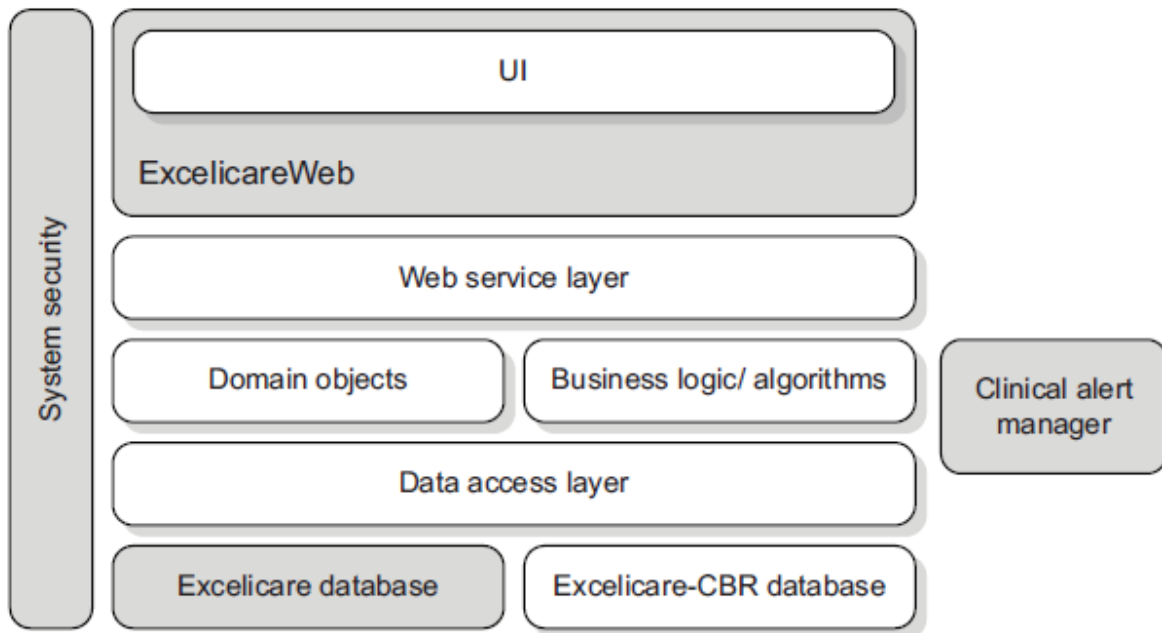 System security
UI
ExcelicareWeb
Web service layer
Domain objects
Business logic/ algorithms
Clinical alert
manager
Data access layer
Excelicare database
Excelicare-CBR database